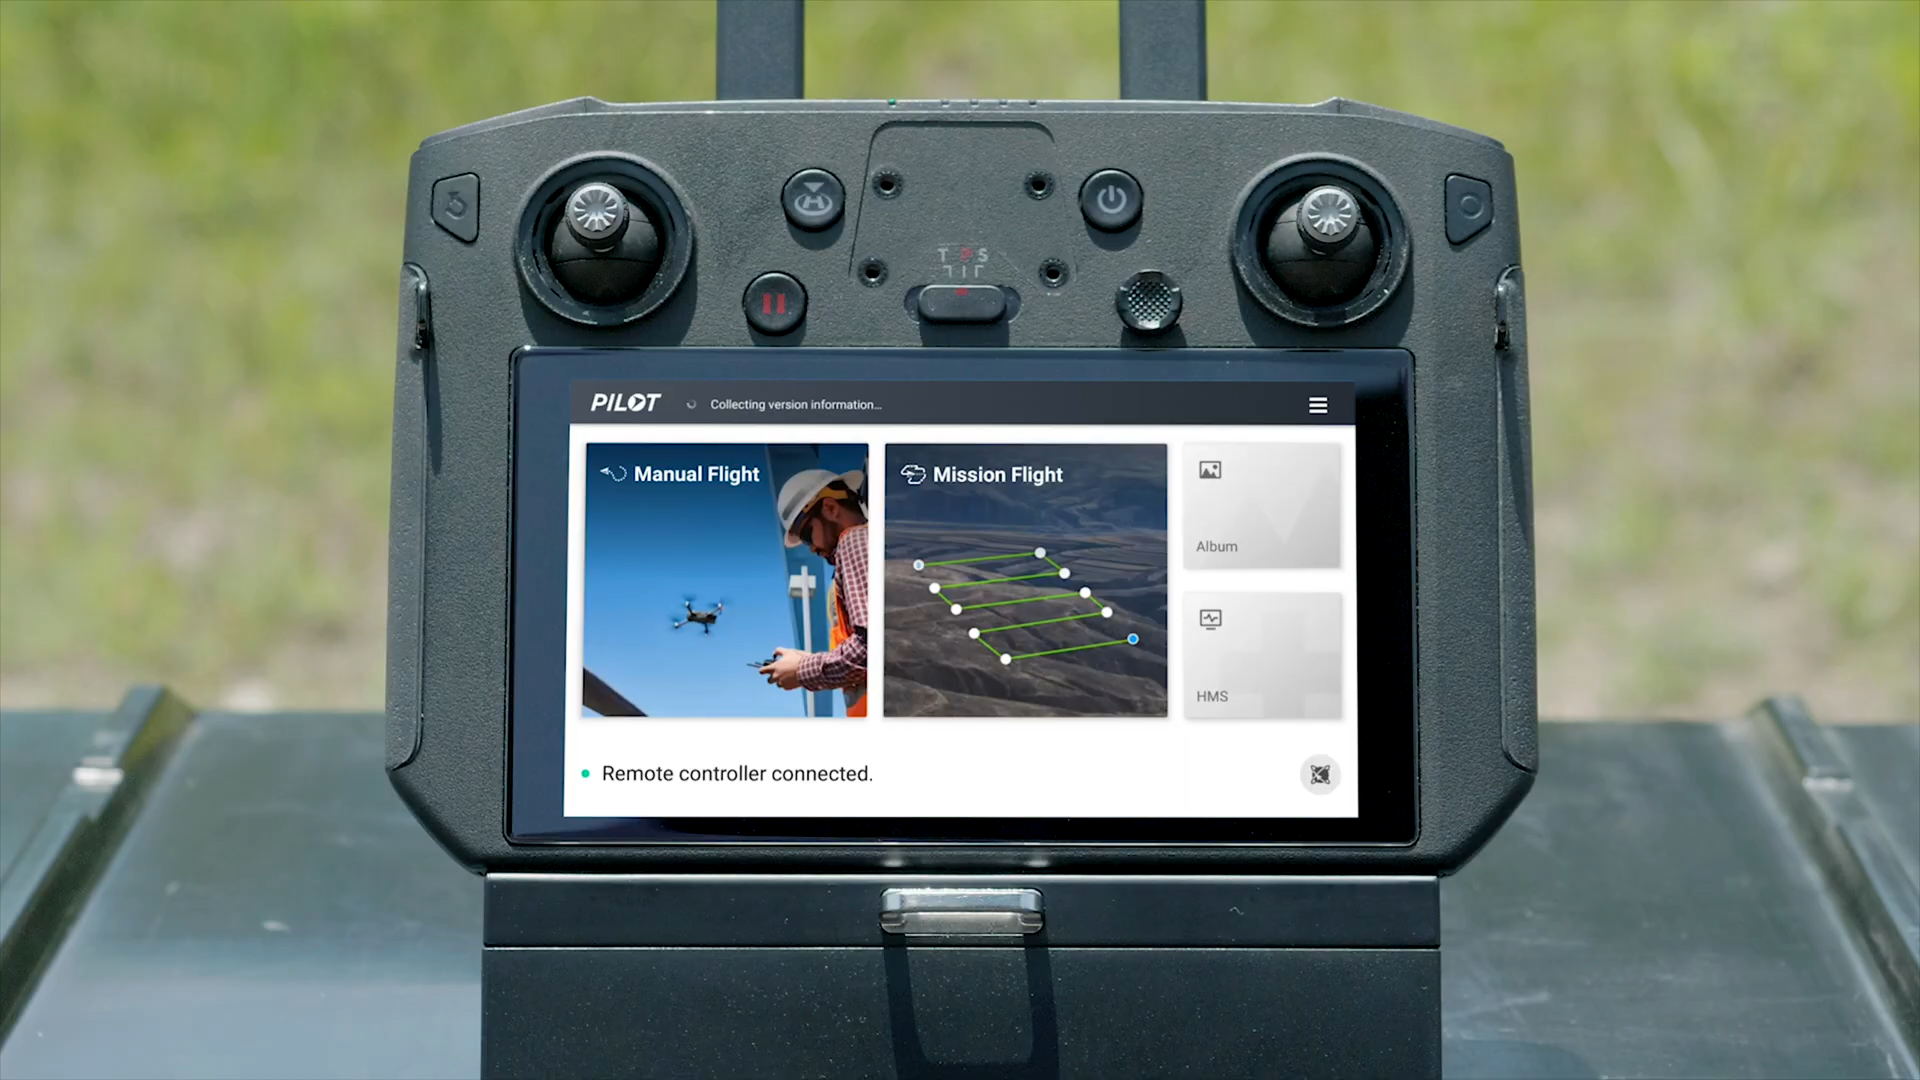 T P S
PILOT
Collecting version information...
Manual Flight
Mission Flight
Album
HMS
Remote controller connected.